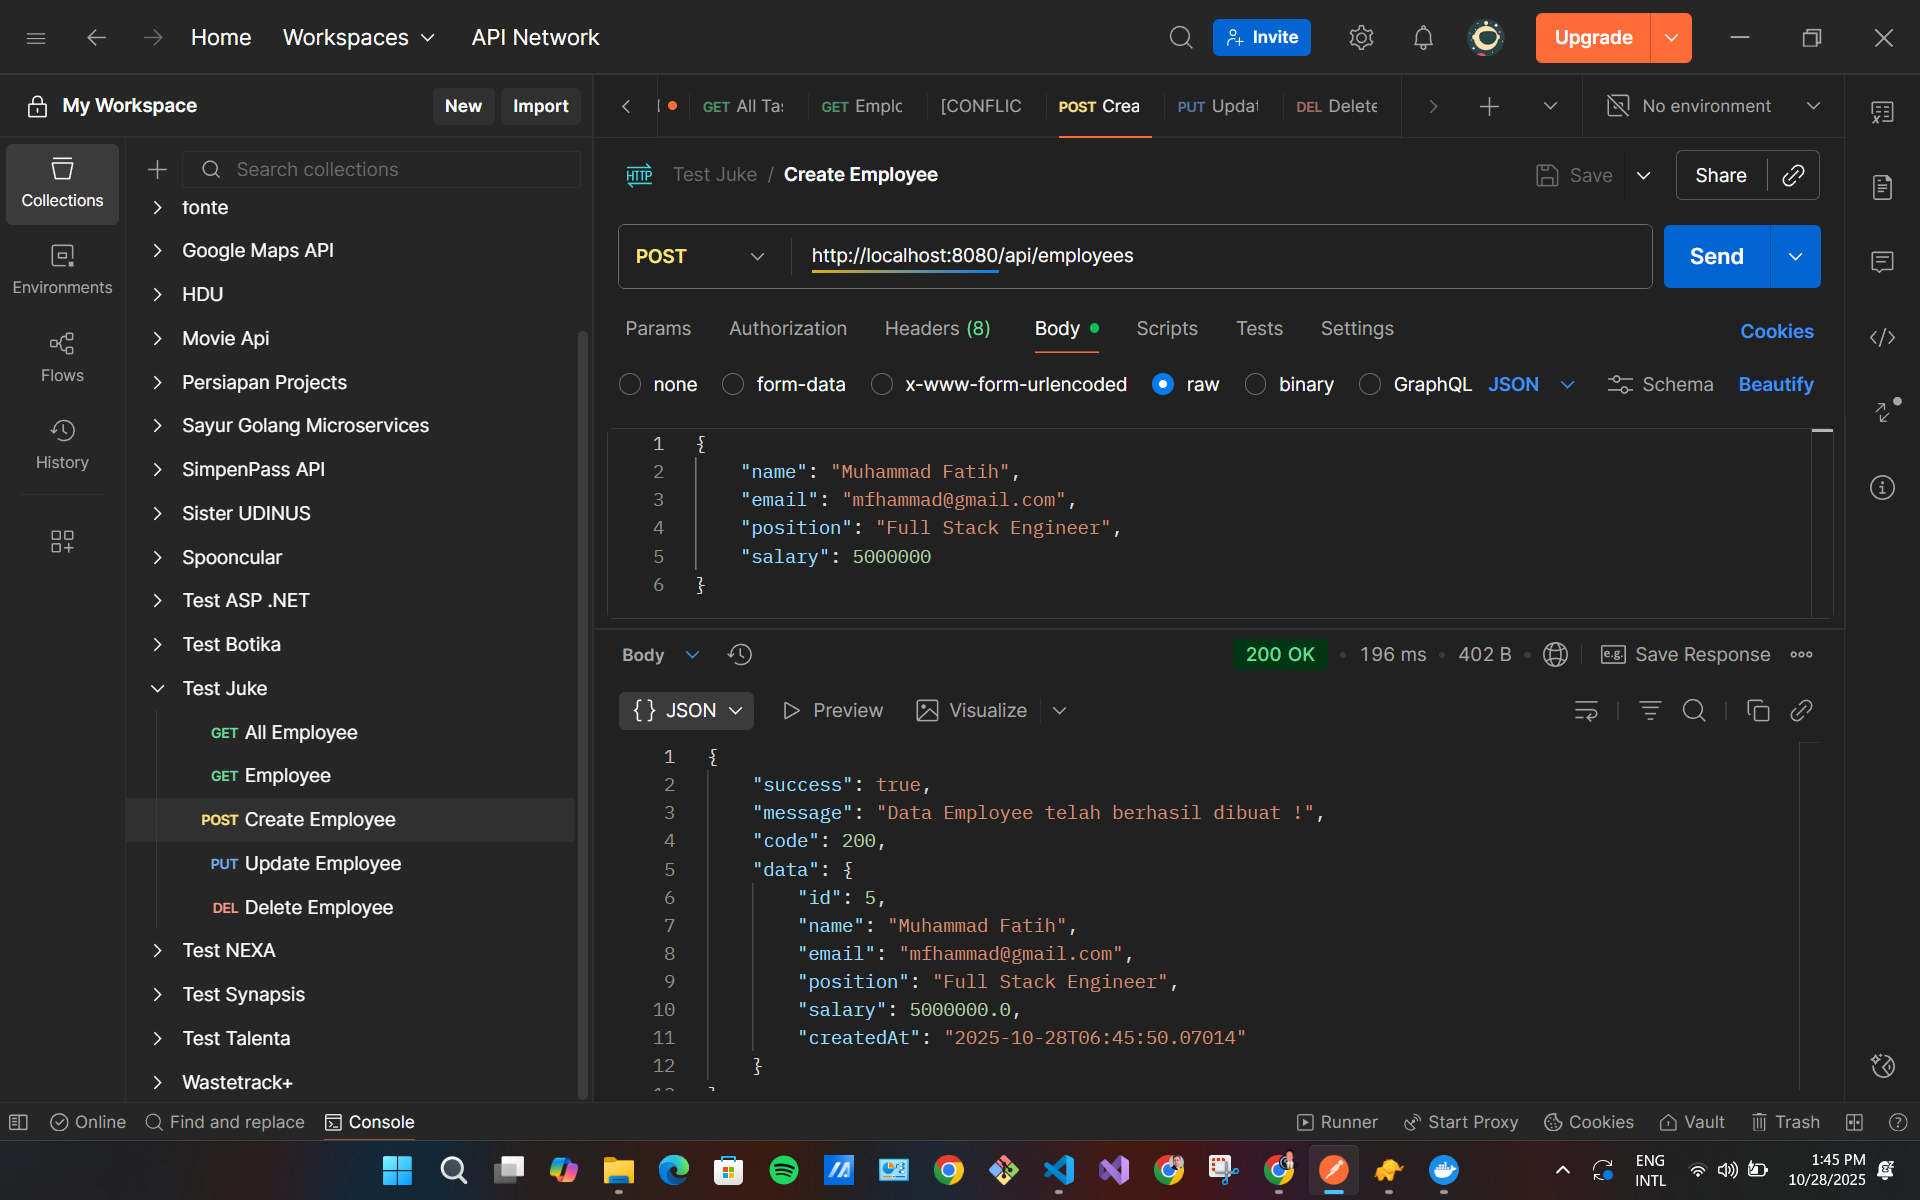 Home Workspaces API Network Invite Upgrade
My Workspace New Import
GET All Tas GET Emplo [CONFLIC POST Crea PUT Updat DEL Delete No environment
Collections
Environments
Flows
History
Search collections
fonte
Google Maps API
HDU
Movie Api
Persiapan Projects
Sayur Golang Microservices
SimpenPass API
Sister UDINUS
Spooncular
Test ASP .NET
Test Botika
Test Juke
GET All Employee
GET Employee
POST Create Employee
PUT Update Employee
DEL Delete Employee
Test NEXA
Test Synapsis
Test Talenta
Wastetrack+
HTTP Test Juke / Create Employee Save Share
POST http://localhost:8080/api/employees Send
Params Authorization Headers (8) Body Scripts Tests Settings Cookies
none form-data x-www-form-urlencoded raw binary GraphQL JSON Schema Beautify
1 {
2 "name": "Muhammad Fatih",
3 "email": "mfhammad@gmail.com",
4 "position": "Full Stack Engineer",
5 "salary": 5000000
6 }
Body 200 OK • 196 ms • 402 B • e.g. Save Response
{} JSON Preview Visualize
1 {
2 "success": true,
3 "message": "Data Employee telah berhasil dibuat !",
4 "code": 200,
5 "data": {
6 "id": 5,
7 "name": "Muhammad Fatih",
8 "email": "mfhammad@gmail.com",
9 "position": "Full Stack Engineer",
10 "salary": 5000000.0,
11 "createdAt": "2025-10-28T06:45:50.07014"
12 }
Online Find and replace Console Runner Start Proxy Cookies Vault Trash
ENG
INTL
1:45 PM
10/28/2025